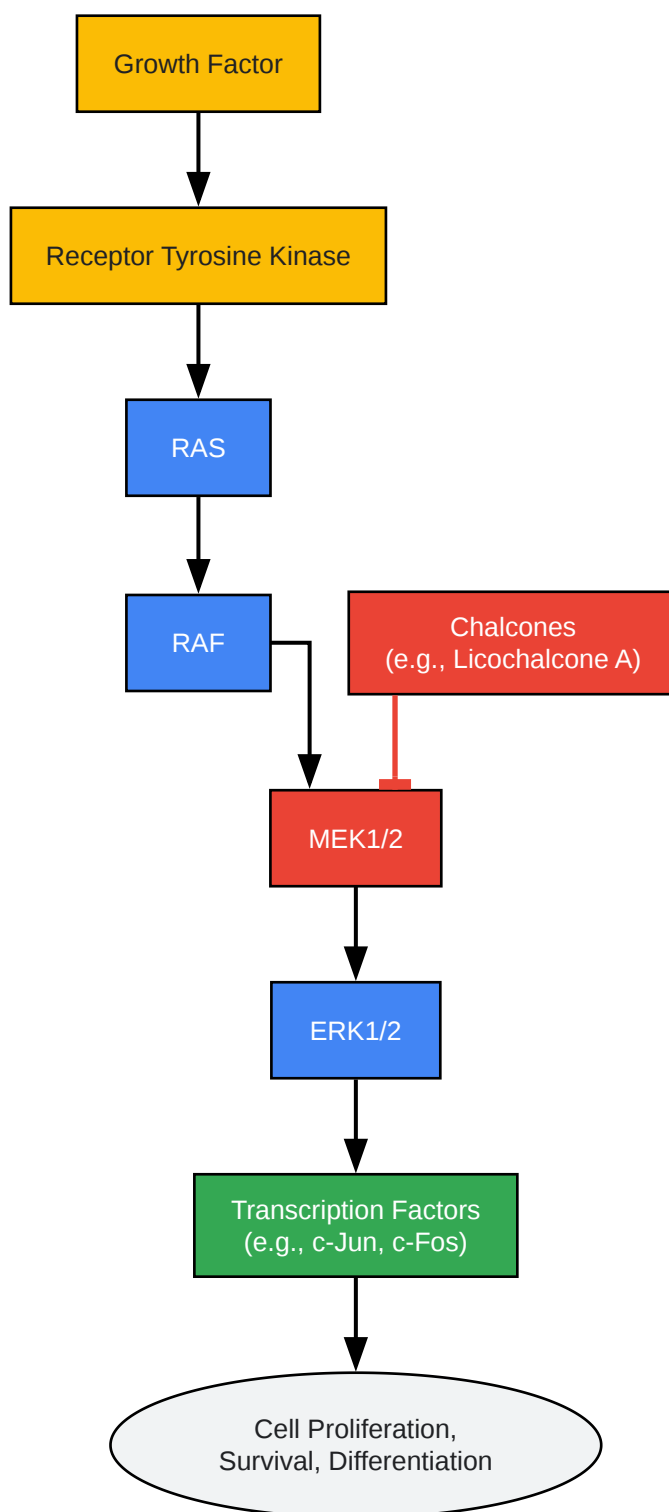 Growth Factor
Receptor Tyrosine Kinase
RAS
RAF
Chalcones
(e.g., Licochalcone A)
MEK1/2
ERK1/2
Transcription Factors
(e.g., c-Jun, c-Fos)
Cell Proliferation,
Survival, Differentiation